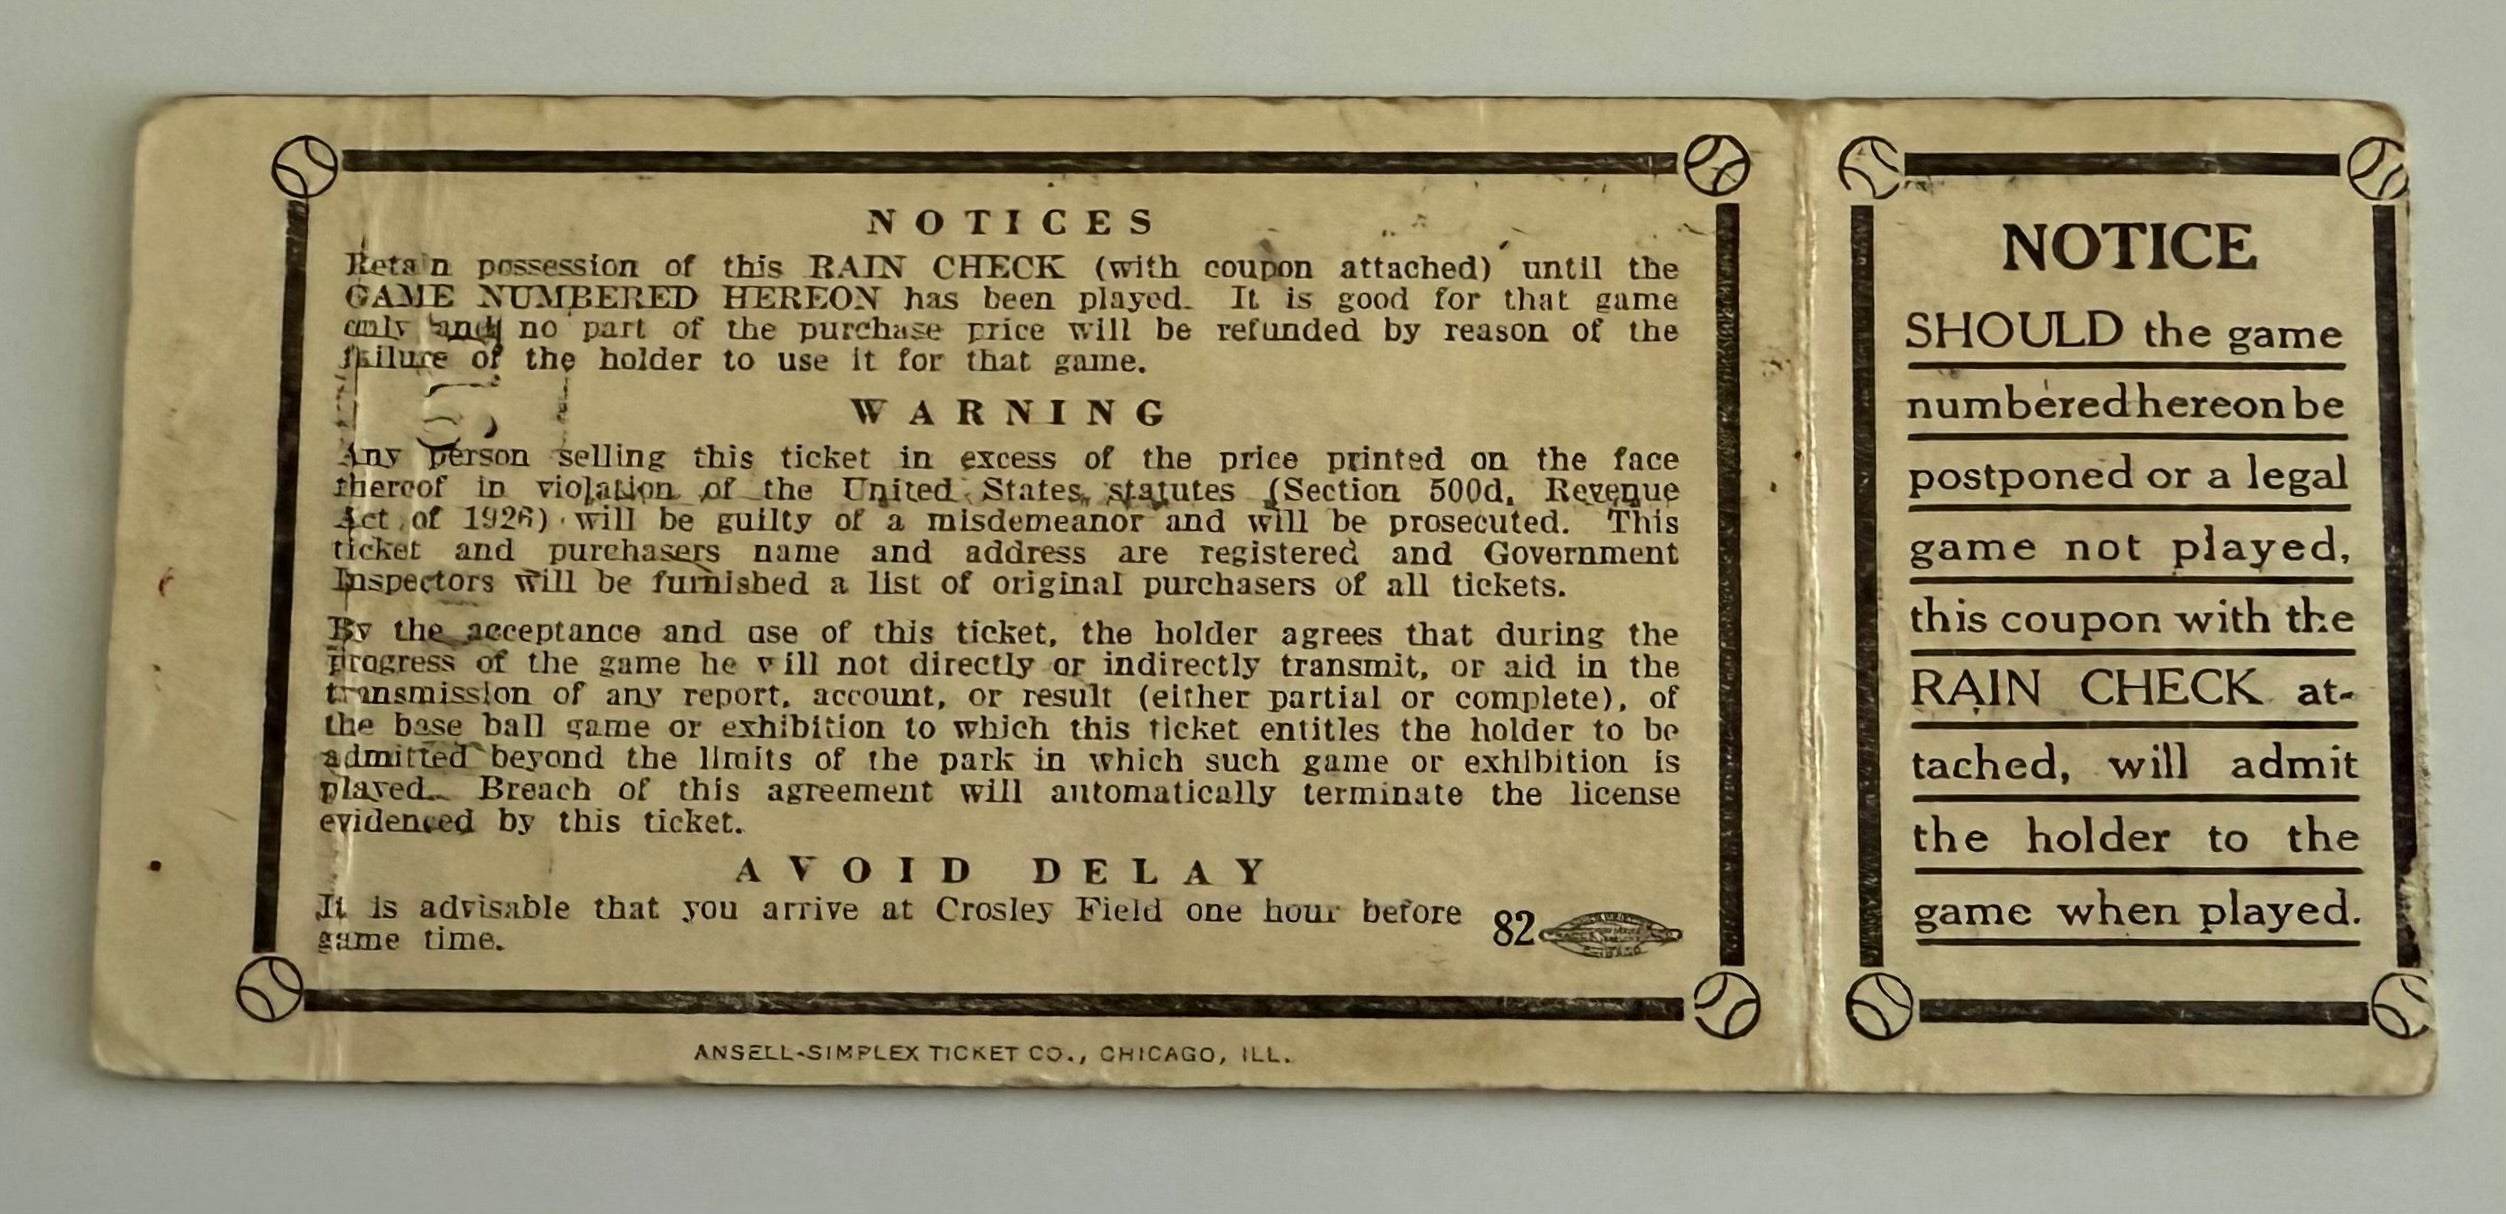 NOTICES
Retain possession of this RAIN CHECK (with coupon attached) until the
GAME NUMBERED HEREON has been played. It is good for that game
only and no part of the purchase price will be refunded by reason of the
failure of the holder to use it for that game.
WARNING
Any person selling this ticket in excess of the price printed on the face
thereof in violation of the United States statutes (Section 500d, Revenue
Act of 1926) will be guilty of a misdemeanor and will be prosecuted. This
ticket and purchasers name and address are registered and Government
Inspectors will be furnished a list of original purchasers of all tickets.
By the acceptance and use of this ticket, the holder agrees that during the
progress of the game he will not directly or indirectly transmit, or aid in the
transmission of any report, account, or result (either partial or complete), of
the base ball game or exhibition to which this ticket entitles the holder to be
admitted beyond the limits of the park in which such game or exhibition is
played. Breach of this agreement will automatically terminate the license
evidenced by this ticket.
AVOID DELAY
It is advisable that you arrive at Crosley Field one hour before
game time.
82
ANSELL-SIMPLEX TICKET CO., CHICAGO, ILL.
NOTICE
SHOULD the game
numbered hereon be
postponed or a legal
game not played,
this coupon with the
RAIN CHECK at-
tached, will admit
the holder to the
game when played.